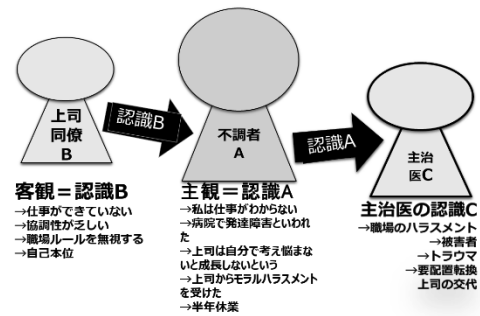 上司
同僚
B
認識B
不調者
A
認識A
主治
医C
客観＝認識B
→仕事ができていない
→協調性が乏しい
→職場ルールを無視する
→自己本位
主観＝認識A
→私は仕事がわからない
→病院で発達障害といわれ
た
→上司は自分で考え悩まな
いと成長しないという
→上司からモラルハラスメント
を受けた
→半年休業
主治医の認識C
→職場のハラスメント
→被害者
→トラウマ
→要配置転換
上司の交代